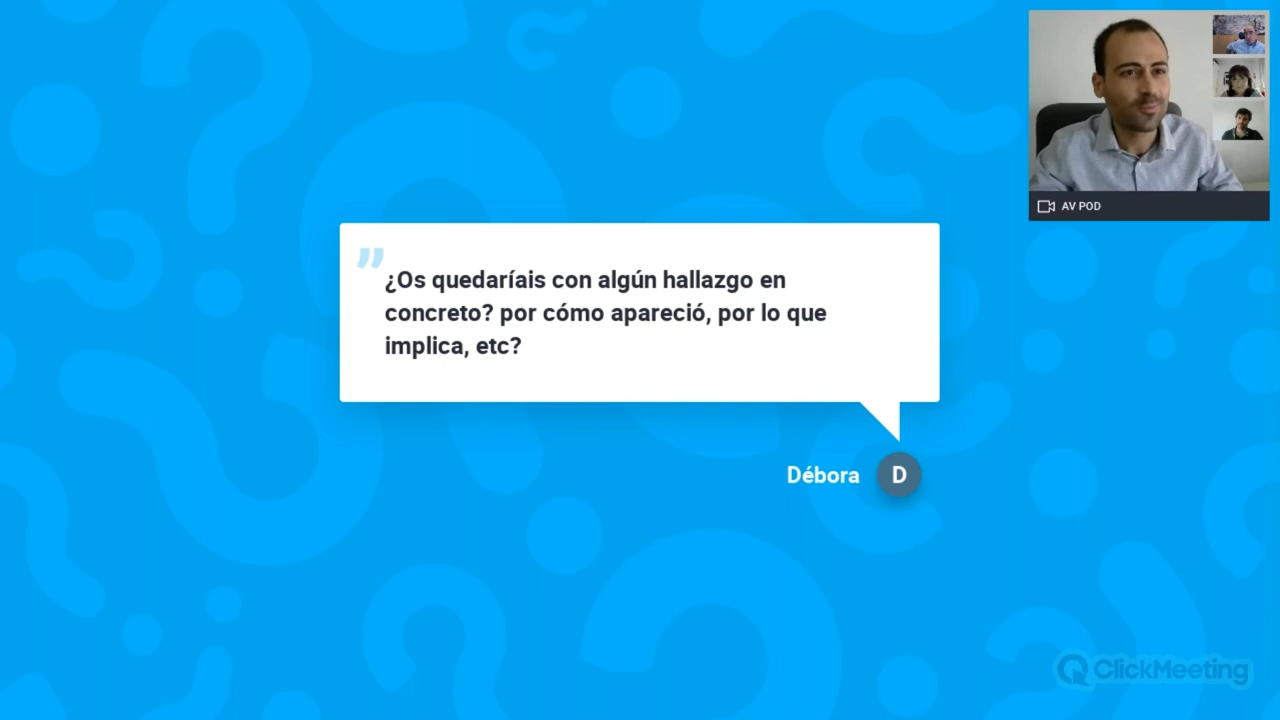 AV POD
¿Os quedaríais con algún hallazgo en
concreto? por cómo apareció, por lo que
implica, etc?
Débora
D
ClickMeeting